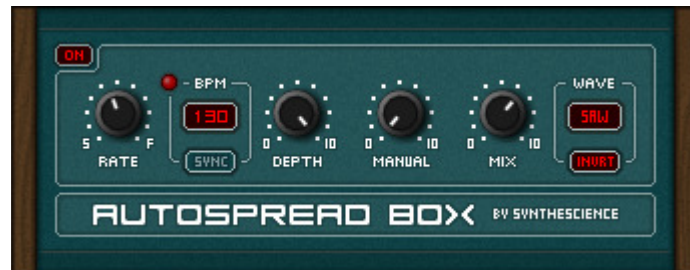 ON
BPM
WAVE
130
SAW
S F
SYNC
0 10
0 10
0 10
INVRT
RATE
DEPTH
MANUAL
MIX
AUTOSPREAD BOX
BY SYNTHESCIENCE